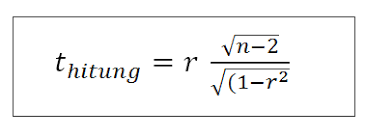 t_hitung = r √n−2 / √(1−r²